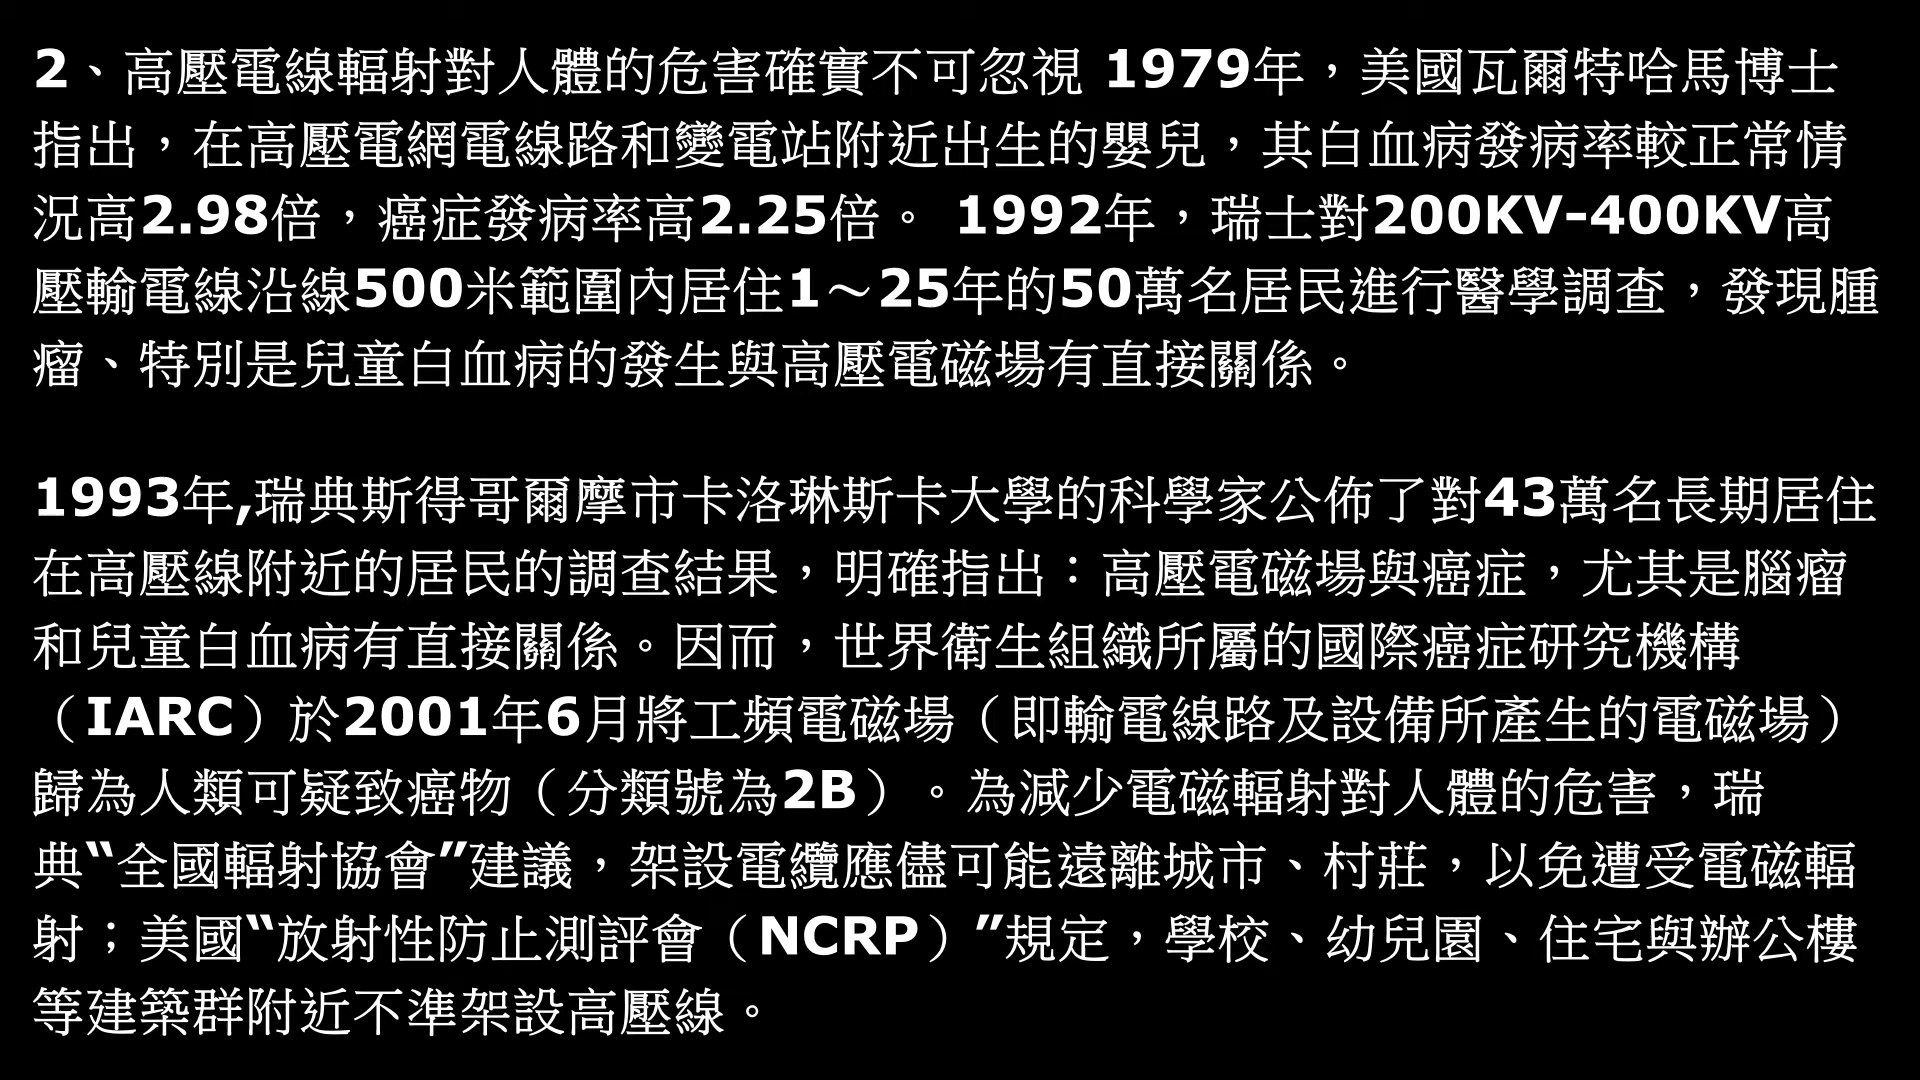 2、高壓電線輻射對人體的危害確實不可忽視 1979年，美國瓦爾特哈馬博士
指出，在高壓電網電線路和變電站附近出生的嬰兒，其白血病發病率較正常情
況高2.98倍，癌症發病率高2.25倍。 1992年，瑞士對200KV-400KV高
壓輸電線沿線500米範圍內居住1～25年的50萬名居民進行醫學調查，發現腫
瘤、特別是兒童白血病的發生與高壓電磁場有直接關係。
1993年,瑞典斯得哥爾摩市卡洛琳斯卡大學的科學家公佈了對43萬名長期居住
在高壓線附近的居民的調查結果，明確指出：高壓電磁場與癌症，尤其是腦瘤
和兒童白血病有直接關係。因而，世界衛生組織所屬的國際癌症研究機構
（IARC）於2001年6月將工頻電磁場（即輸電線路及設備所產生的電磁場）
歸為人類可疑致癌物（分類號為2B）。為減少電磁輻射對人體的危害，瑞
典“全國輻射協會”建議，架設電纜應儘可能遠離城市、村莊，以免遭受電磁輻
射；美國“放射性防止測評會（NCRP）”規定，學校、幼兒園、住宅與辦公樓
等建築群附近不準架設高壓線。